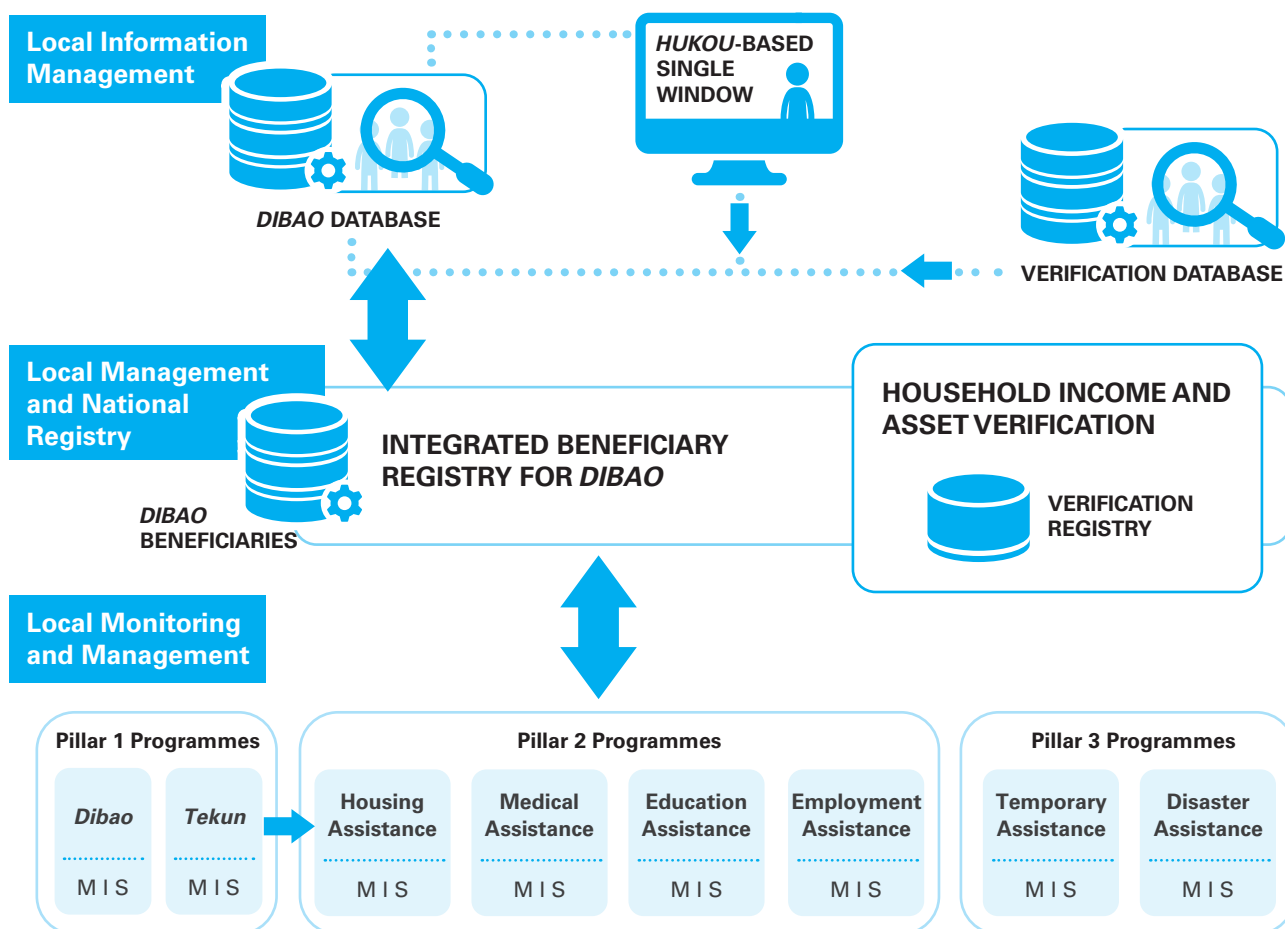 Local Information
Management
HUKOU-BASED
SINGLE
WINDOW
DIBAO DATABASE
VERIFICATION DATABASE
Local Management
and National
Registry
INTEGRATED BENEFICIARY
REGISTRY FOR DIBAO
DIBAO
BENEFICIARIES
HOUSEHOLD INCOME AND
ASSET VERIFICATION
VERIFICATION
REGISTRY
Local Monitoring
and Management
Pillar 1 Programmes
Dibao
MIS
Tekun
MIS
Pillar 2 Programmes
Housing
Assistance
MIS
Medical
Assistance
MIS
Education
Assistance
MIS
Employment
Assistance
MIS
Pillar 3 Programmes
Temporary
Assistance
MIS
Disaster
Assistance
MIS